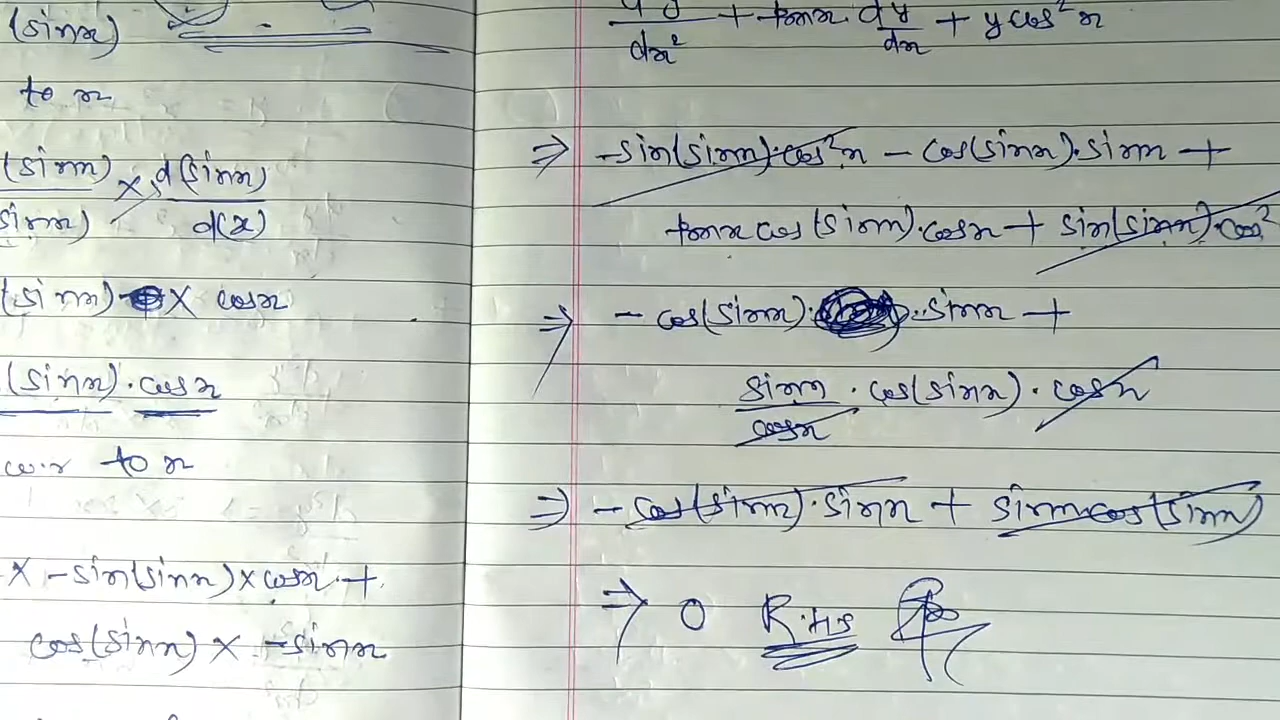 (sinx)
to x
(sinx) × d(sinx)
sinx) d(x)
(sinx) × cosx
(sinx).cosx
w.r to x
× -sin(sinx)×cosx +
cos(sinx) × -sinx
dx² + tanx. dy/dx + y cos²x
⇒ -sin(sinx).cos²x - cos(sinx).sinx +
tanx cos(sinx).cosx + sin(sinx).cos²
⇒ - cos(sinx)..sinx +
sinx . cos(sinx) . cosx
cosx
⇒ - cos(sinx).sinx + sinx cos(sinx)
⇒ 0 R.H.S